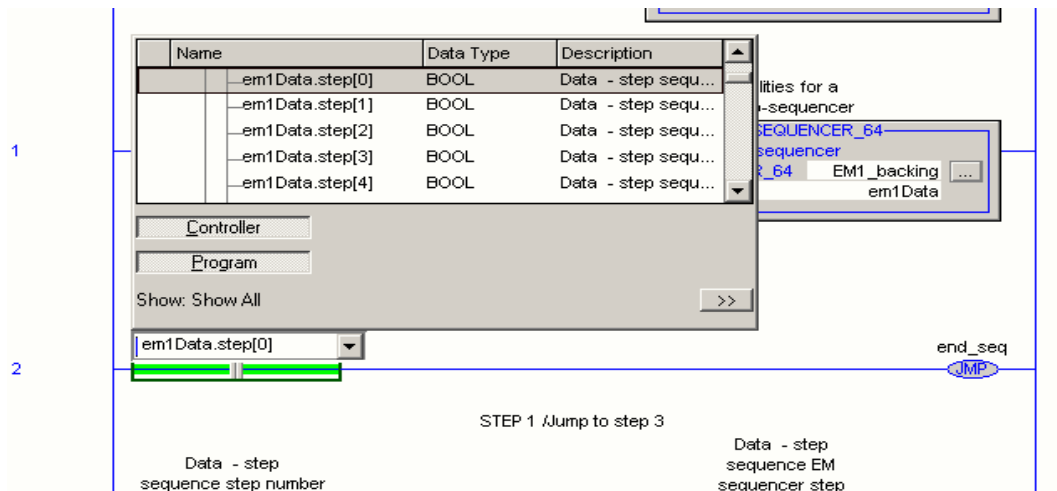 Name Data Type Description
em1Data.step[0] BOOL Data - step sequ...
em1Data.step[1] BOOL Data - step sequ...
em1Data.step[2] BOOL Data - step sequ...
em1Data.step[3] BOOL Data - step sequ...
em1Data.step[4] BOOL Data - step sequ...
lities for a
-sequencer
SEQUENCER_64
1
sequencer
R_64 EM1_backing ...
em1Data
Controller
Program
Show: Show All >>
em1Data.step[0]
end_seq
2
JMP
STEP 1 /Jump to step 3
Data - step
sequence step number
Data - step
sequence EM
sequencer step